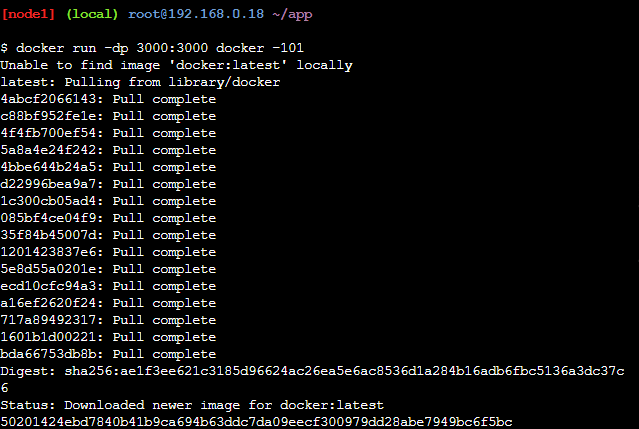 [node1] (local) root@192.168.0.18 ~/app
$ docker run -dp 3000:3000 docker -101
Unable to find image 'docker:latest' locally
latest: Pulling from library/docker
4abcf2066143: Pull complete
c88bf952fe1e: Pull complete
4f4fb700ef54: Pull complete
5a8a4e24f242: Pull complete
4bbe644b24a5: Pull complete
d22996bea9a7: Pull complete
1c300cb05ad4: Pull complete
085bf4ce04f9: Pull complete
35f84b45007d: Pull complete
1201423837e6: Pull complete
5e8d55a0201e: Pull complete
ecd10cfc94a3: Pull complete
a16ef2620f24: Pull complete
717a89492317: Pull complete
1601b1d00221: Pull complete
bda66753db8b: Pull complete
Digest: sha256:ae1f3ee621c3185d96624ac26ea5e6ac8536d1a284b16adb6fbc5136a3dc37c
6
Status: Downloaded newer image for docker:latest
50201424ebd7840b41b9ca694b63ddc7da09eecf300979dd28abe7949bc6f5bc